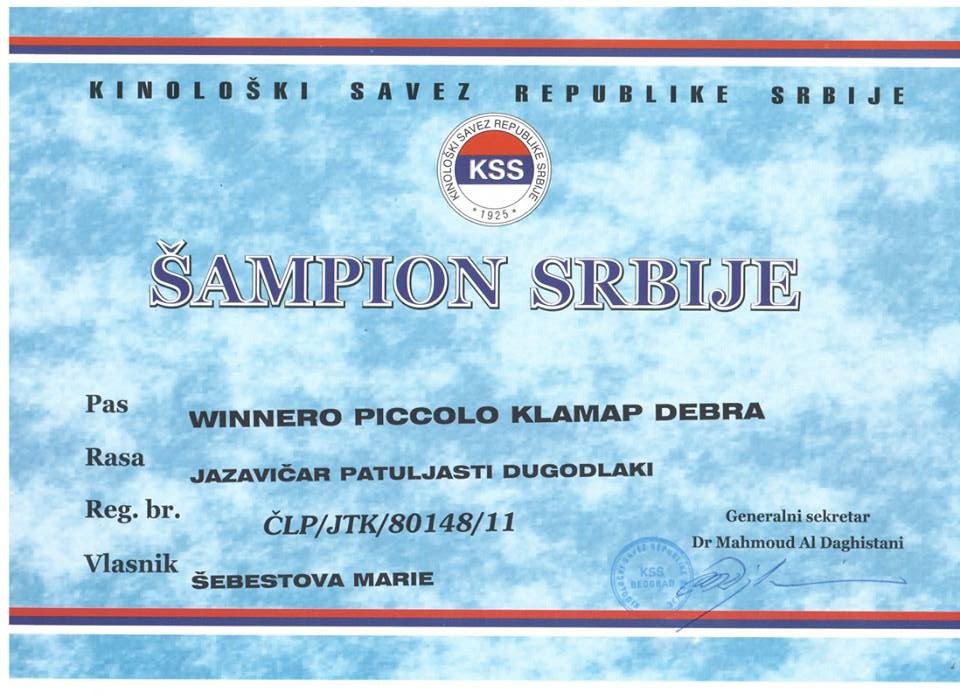 KINOLOŠKI SAVEZ REPUBLIKE SRBIJE
KINOLOŠKI SAVEZ REPUBLIKE SRBIJE
KSS
* 1925 *
ŠAMPION SRBIJE
Pas WINNERO PICCOLO KLAMAP DEBRA
Rasa JAZAVIČAR PATULJASTI DUGODLAKI
Reg. br. ČLP/JTK/80148/11
Vlasnik ŠEBESTOVA MARIE
Generalni sekretar
Dr Mahmoud Al Daghistani
KSS
BEOGRAD